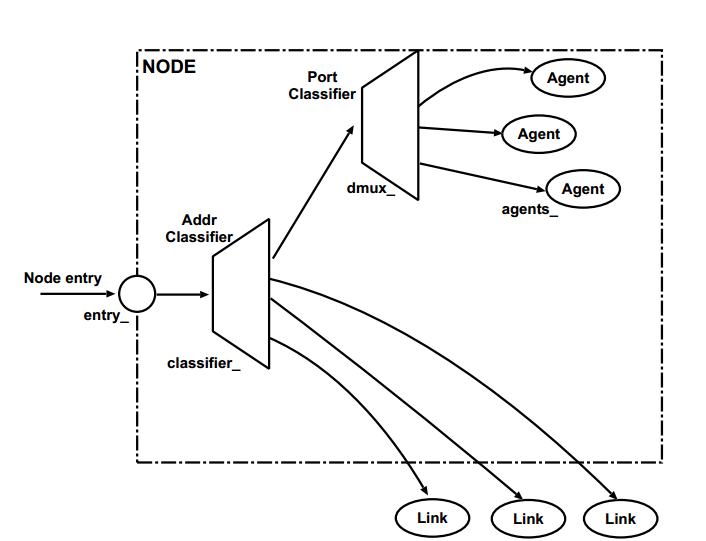 NODE
Port
Classifier
Agent
Agent
dmux_
Agent
agents_
Addr
Classifier
Node entry
entry_
classifier_
Link
Link
Link